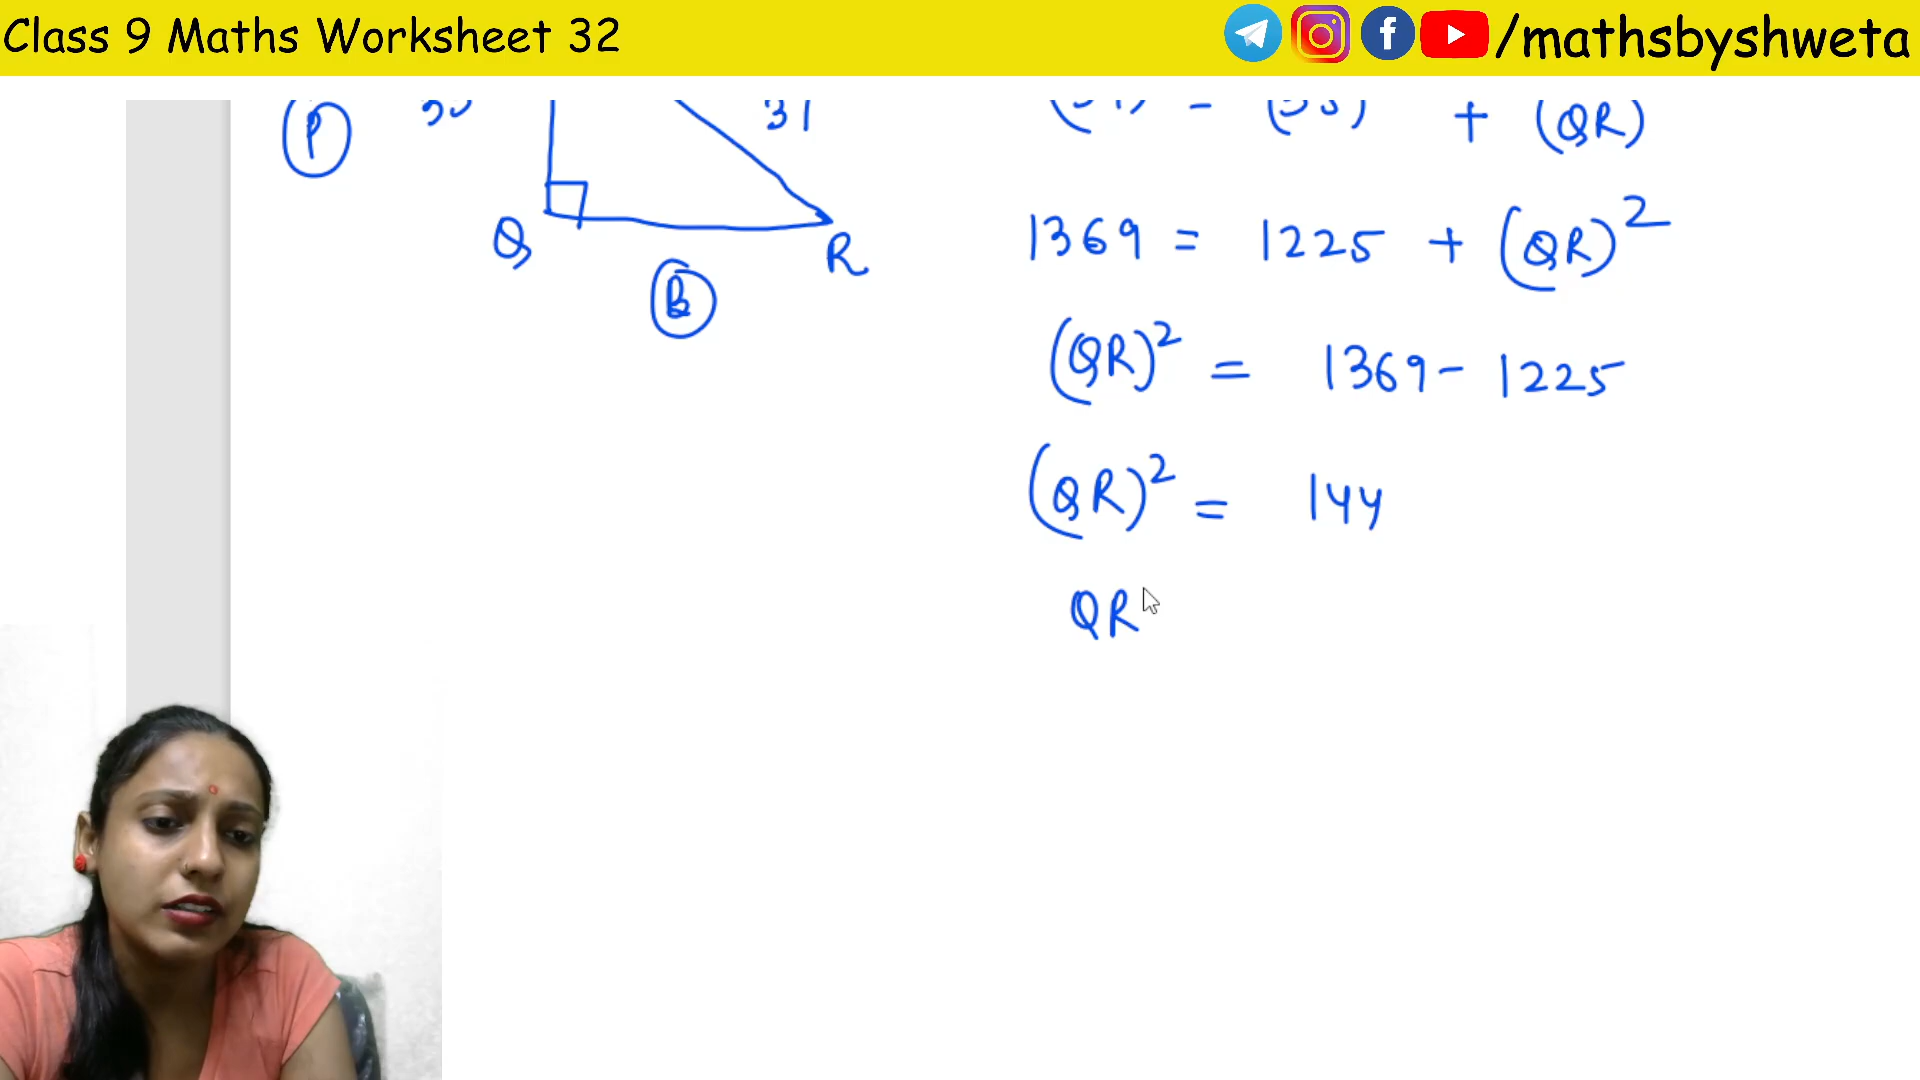 Class 9 Maths Worksheet 32
/mathsbyshweta
P
37
Q
R
B
+ (QR)
1369 = 1225 + (QR)²
(QR)² = 1369 - 1225
(QR)² = 144
QR